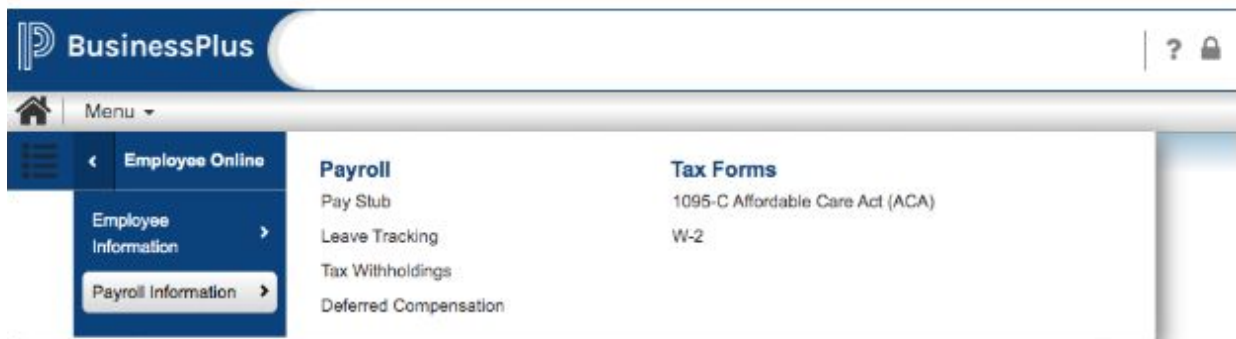 BusinessPlus
?
Menu
Employee Online
Employee
Information
Payroll Information
Payroll
Pay Stub
Leave Tracking
Tax Withholdings
Deferred Compensation
Tax Forms
1095-C Affordable Care Act (ACA)
W-2